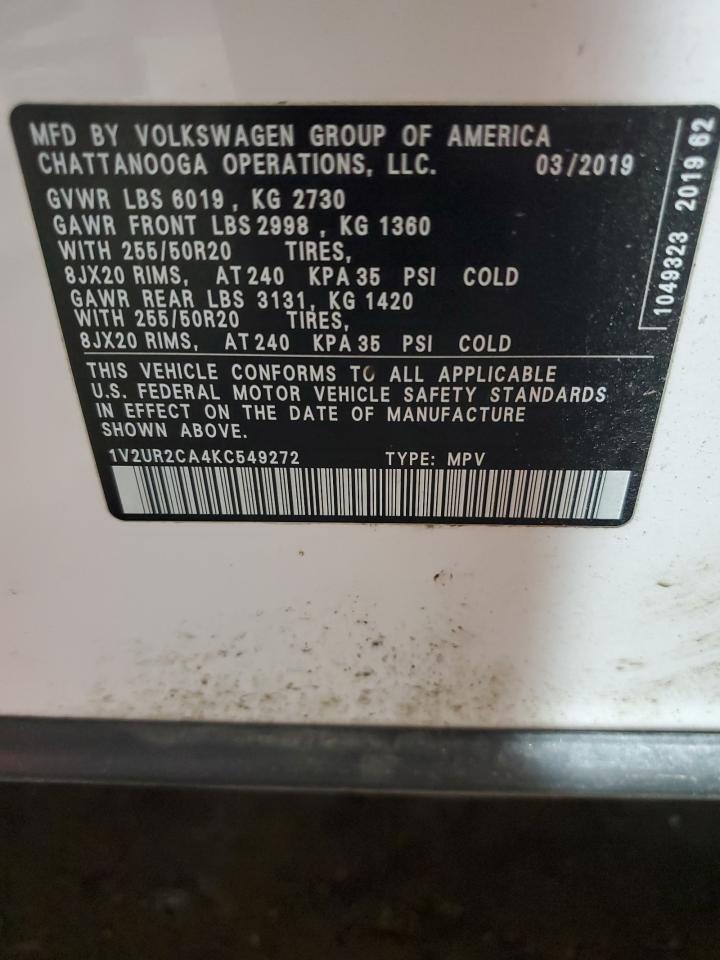 MFD BY VOLKSWAGEN GROUP OF AMERICA
CHATTANOOGA OPERATIONS, LLC. 03/2019
GVWR LBS 6019, KG 2730
GAWR FRONT LBS 2998, KG 1360
WITH 255/50R20 TIRES,
8JX20 RIMS, AT 240 KPA 35 PSI COLD
GAWR REAR LBS 3131, KG 1420
WITH 255/50R20 TIRES,
8JX20 RIMS, AT 240 KPA 35 PSI COLD
THIS VEHICLE CONFORMS TO ALL APPLICABLE
U.S. FEDERAL MOTOR VEHICLE SAFETY STANDARDS
IN EFFECT ON THE DATE OF MANUFACTURE
SHOWN ABOVE.
1V2UR2CA4KC549272 TYPE: MPV
1049323 2019 62